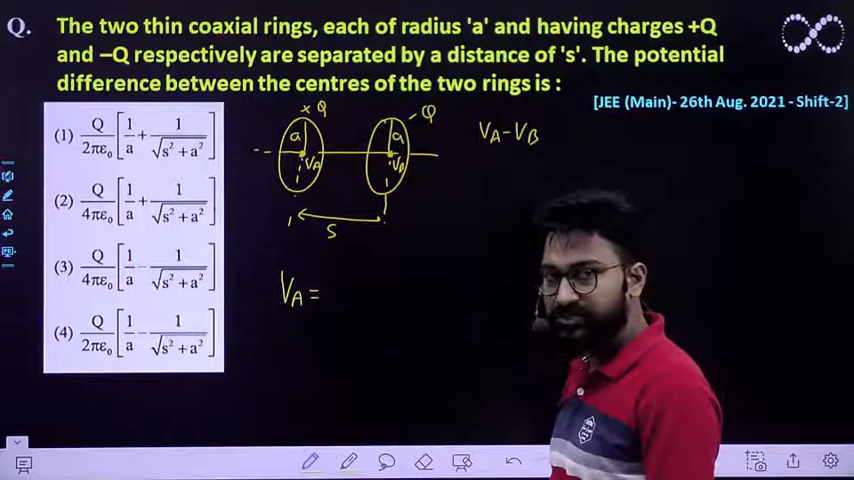 Q. The two thin coaxial rings, each of radius 'a' and having charges +Q
and –Q respectively are separated by a distance of 's'. The potential
difference between the centres of the two rings is :
[JEE (Main)- 26th Aug. 2021 - Shift-2]
(1) Q/2πε₀ [1/a + 1/√(s² + a²)]
(2) Q/4πε₀ [1/a + 1/√(s² + a²)]
(3) Q/4πε₀ [1/a − 1/√(s² + a²)]
(4) Q/2πε₀ [1/a − 1/√(s² + a²)]
+Q
-Q
a
a
V_A
V_B
S
V_A - V_B
V_A =